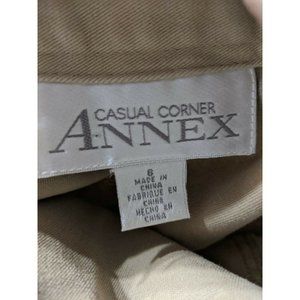 CASUAL CORNER
ANNEX
6
MADE IN
CHINA
FABRIQUE EN
CHINE
HECHO EN
CHINA